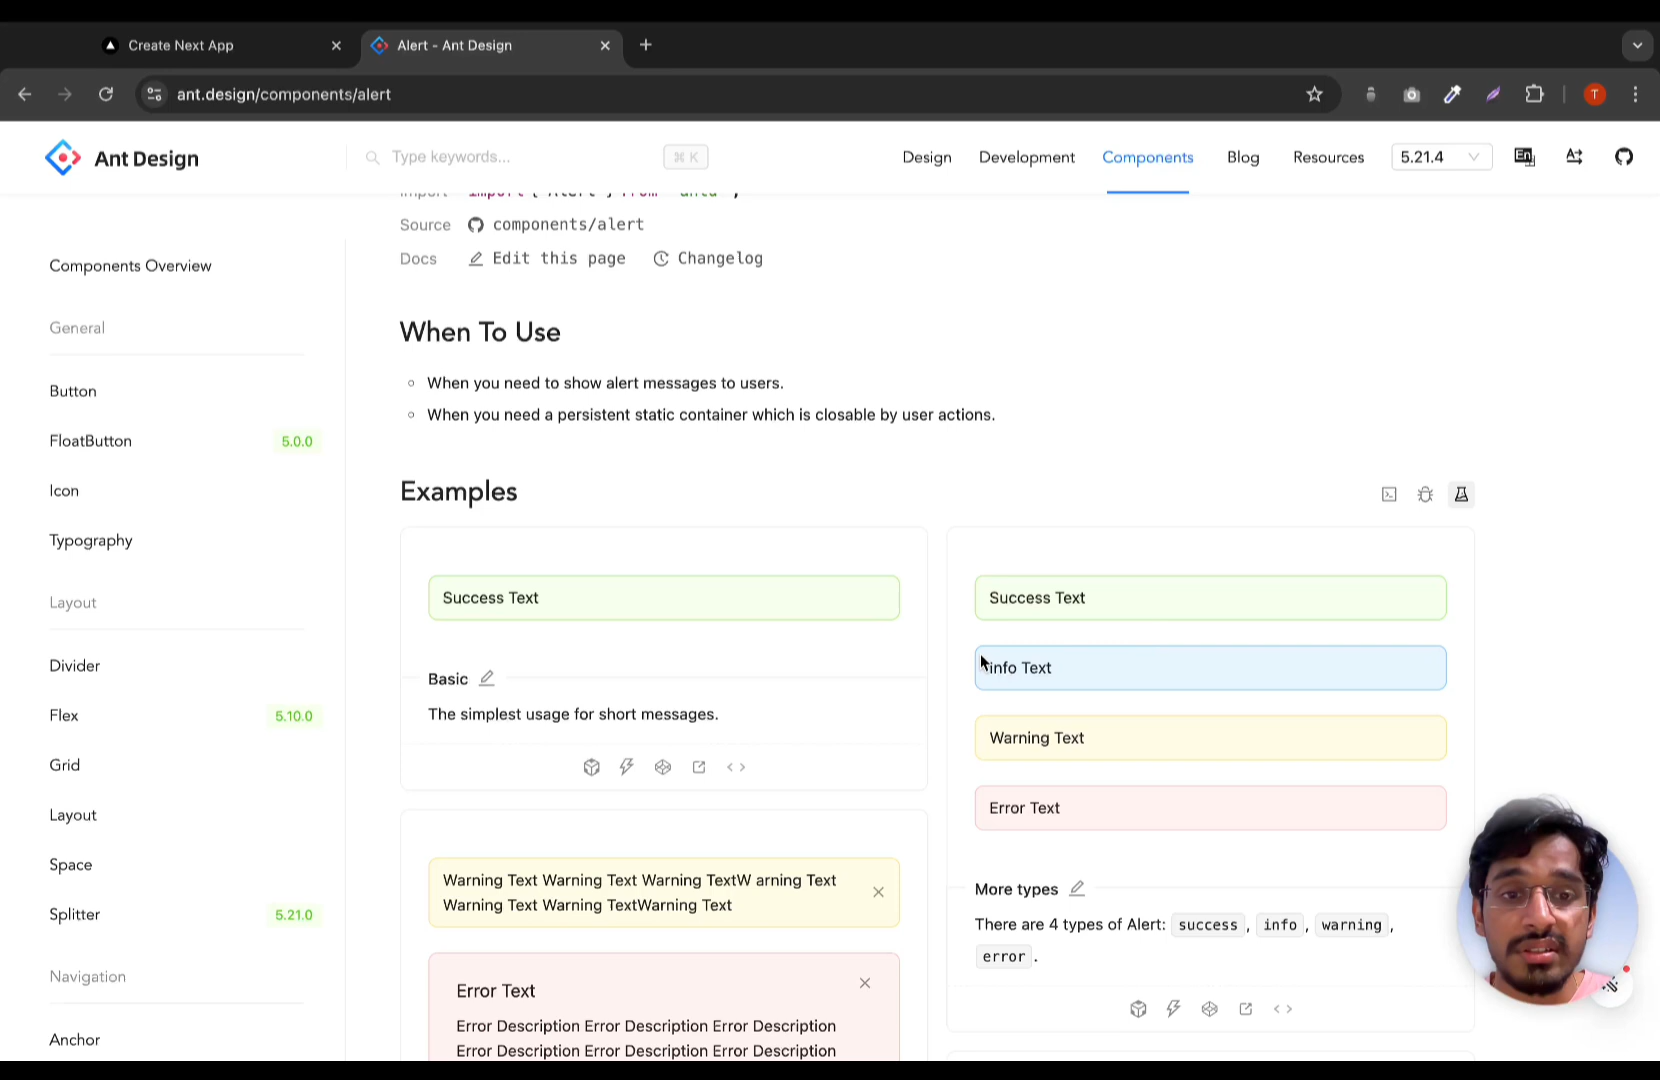 Create Next App
Alert - Ant Design
ant.design/components/alert
T
Ant Design
Type keywords...
⌘ K
Design
Development
Components
Blog
Resources
5.21.4
En
Import import { Alert } from "antd";
Source components/alert
Docs Edit this page Changelog
Components Overview
General
Button
FloatButton 5.0.0
Icon
Typography
Layout
Divider
Flex 5.10.0
Grid
Layout
Space
Splitter 5.21.0
Navigation
Anchor
When To Use
When you need to show alert messages to users.
When you need a persistent static container which is closable by user actions.
Examples
Success Text
Basic
The simplest usage for short messages.
Warning Text Warning Text Warning TextW arning Text
Warning Text Warning TextWarning Text
Error Text
Error Description Error Description Error Description
Error Description Error Description Error Description
Success Text
Info Text
Warning Text
Error Text
More types
There are 4 types of Alert: success, info, warning,
error.